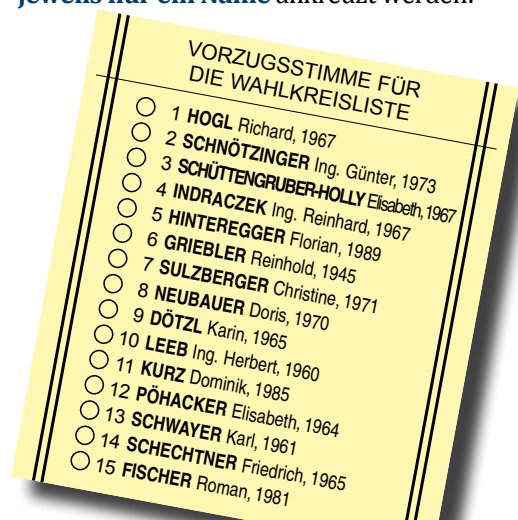 jeweils nur ein Name ankreuzt werden.
VORZUGSSTIMME FÜR
DIE WAHLKREISLISTE
1 HOGL Richard, 1967
2 SCHNÖTZINGER Ing. Günter, 1973
3 SCHÜTTENGRUBER-HOLLY Elisabeth, 1967
4 INDRACZEK Ing. Reinhard, 1967
5 HINTEREGGER Florian, 1989
6 GRIEBLER Reinhold, 1945
7 SULZBERGER Christine, 1971
8 NEUBAUER Doris, 1970
9 DÖTZL Karin, 1965
10 LEEB Ing. Herbert, 1960
11 KURZ Dominik, 1985
12 PÖHACKER Elisabeth, 1964
13 SCHWAYER Karl, 1961
14 SCHECHTNER Friedrich, 1965
15 FISCHER Roman, 1981